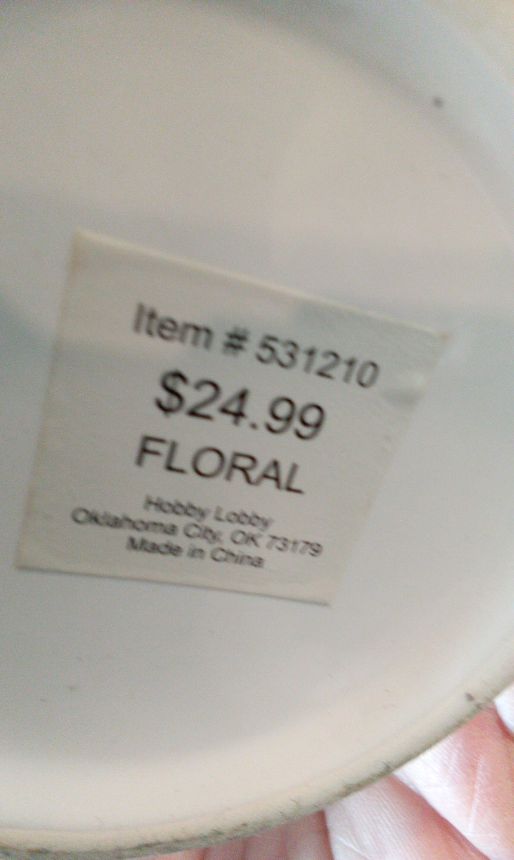 Item # 531210
$24.99
FLORAL
Hobby Lobby
Oklahoma City, OK 73179
Made in China